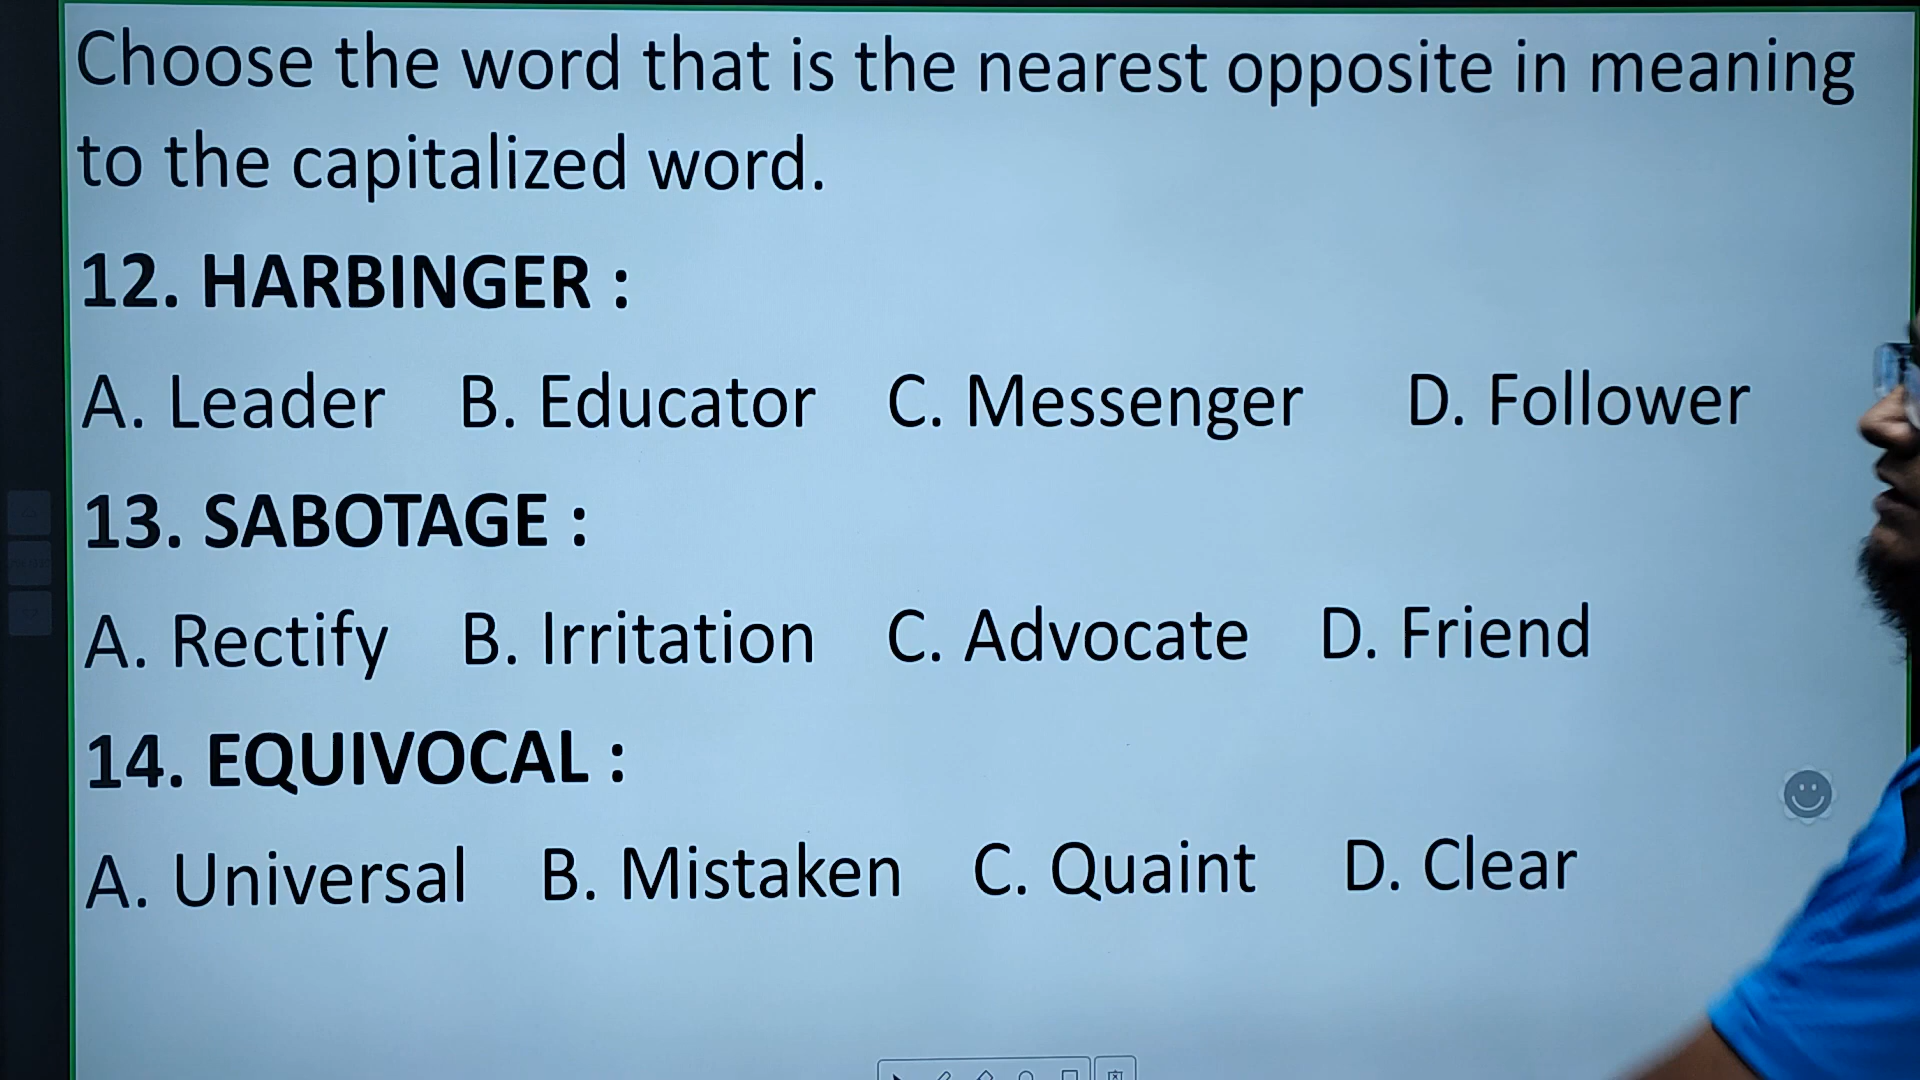 Choose the word that is the nearest opposite in meaning
to the capitalized word.
12. HARBINGER :
A. Leader B. Educator C. Messenger D. Follower
13. SABOTAGE :
A. Rectify B. Irritation C. Advocate D. Friend
14. EQUIVOCAL :
A. Universal B. Mistaken C. Quaint D. Clear